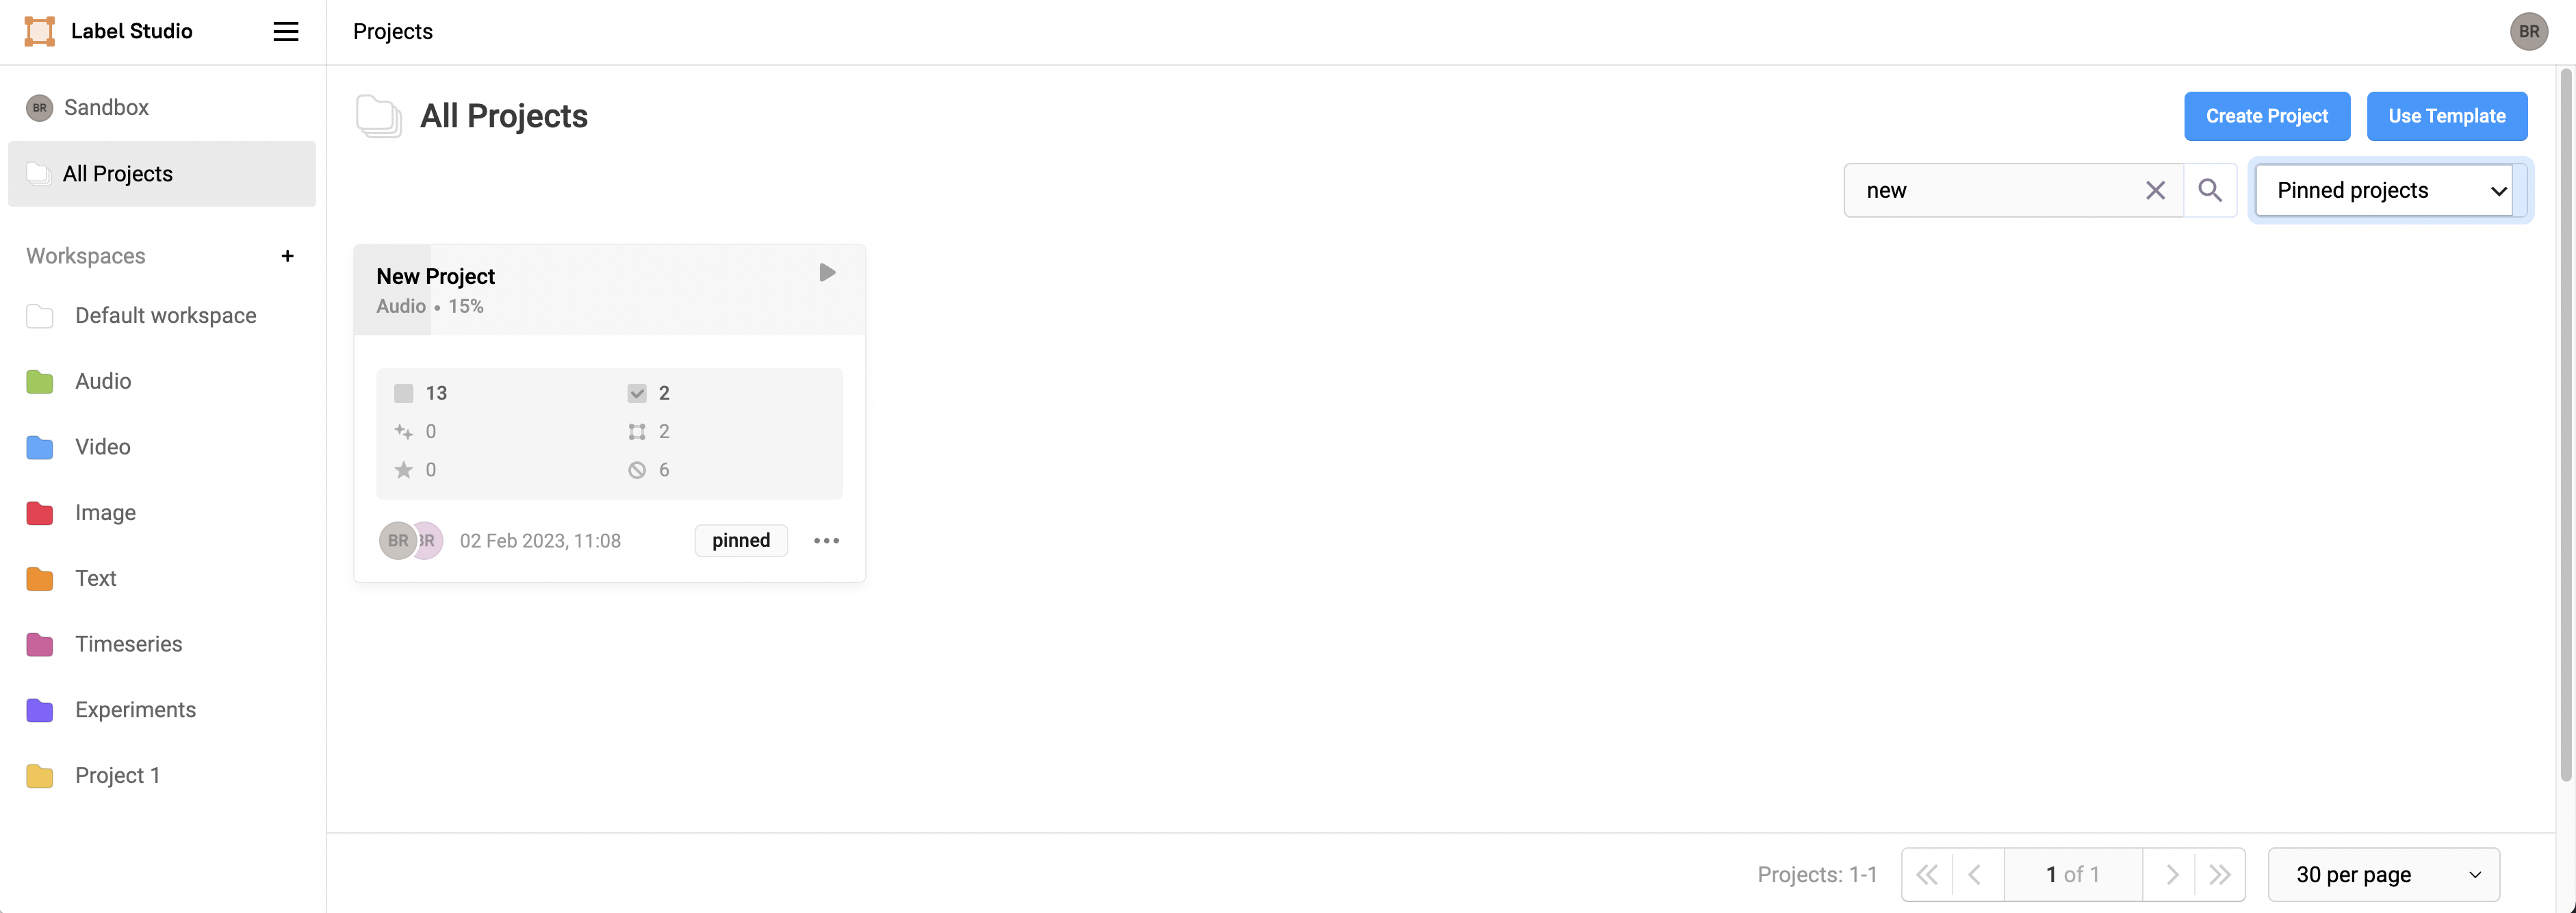 Label Studio
Projects
BR
BR Sandbox
All Projects
Workspaces +
Default workspace
Audio
Video
Image
Text
Timeseries
Experiments
Project 1
All Projects
Create Project
Use Template
new
Pinned projects
New Project
Audio • 15%
13 2
0 2
0 6
BR BR 02 Feb 2023, 11:08 pinned
Projects: 1-1
1 of 1
30 per page